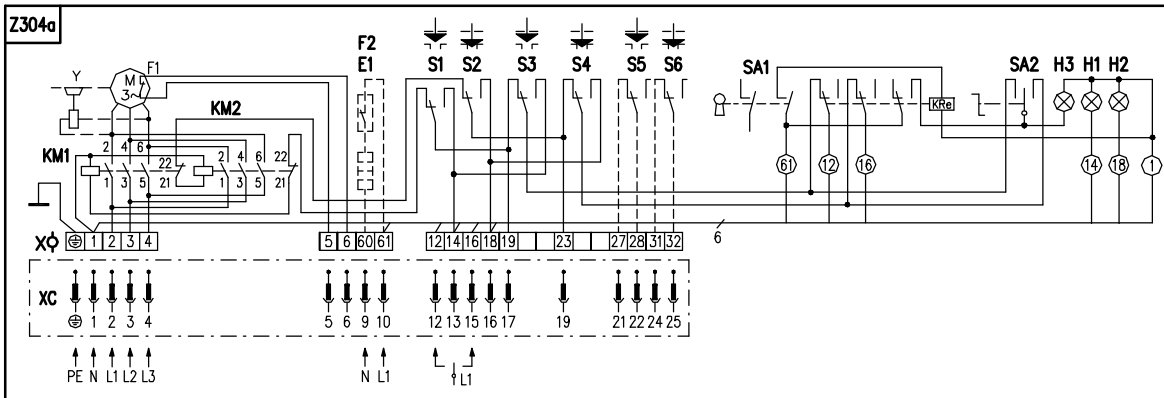 Z304a
F2
Y M F1 E1 S1 S2 S3 S4 S5 S6 SA1 SA2 H3 H1 H2
3~
KM2 KRe
2 4 6 22 2 4 6 22
KM1
1 3 5 21 1 3 5 21
61 12 16 14 18 1
6
X 1 2 3 4 5 6 60 61 12 14 16 18 19 23 27 28 31 32
XC
1 2 3 4 5 6 9 10 12 13 15 16 17 19 21 22 24 25
PE N L1 L2 L3 N L1 L1